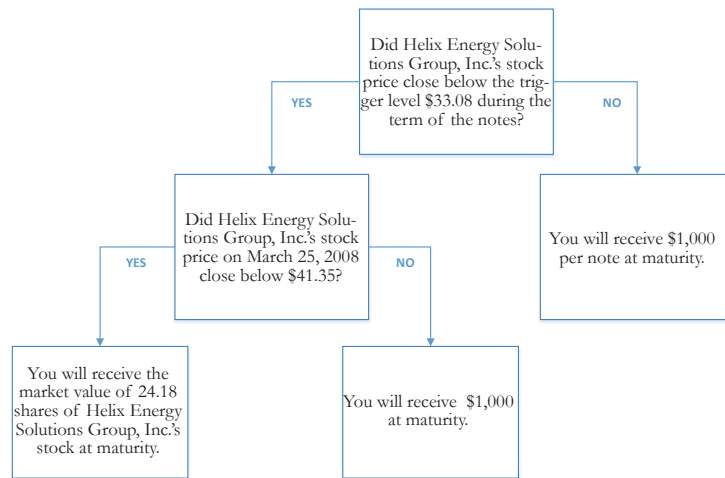 Did Helix Energy Solu-
tions Group, Inc.'s stock
price close below the trig-
ger level $33.08 during the
term of the notes?
YES
NO
Did Helix Energy Solu-
tions Group, Inc.'s stock
price on March 25, 2008
close below $41.35?
You will receive $1,000
per note at maturity.
YES
NO
You will receive the
market value of 24.18
shares of Helix Energy
Solutions Group, Inc.'s
stock at maturity.
You will receive $1,000
at maturity.